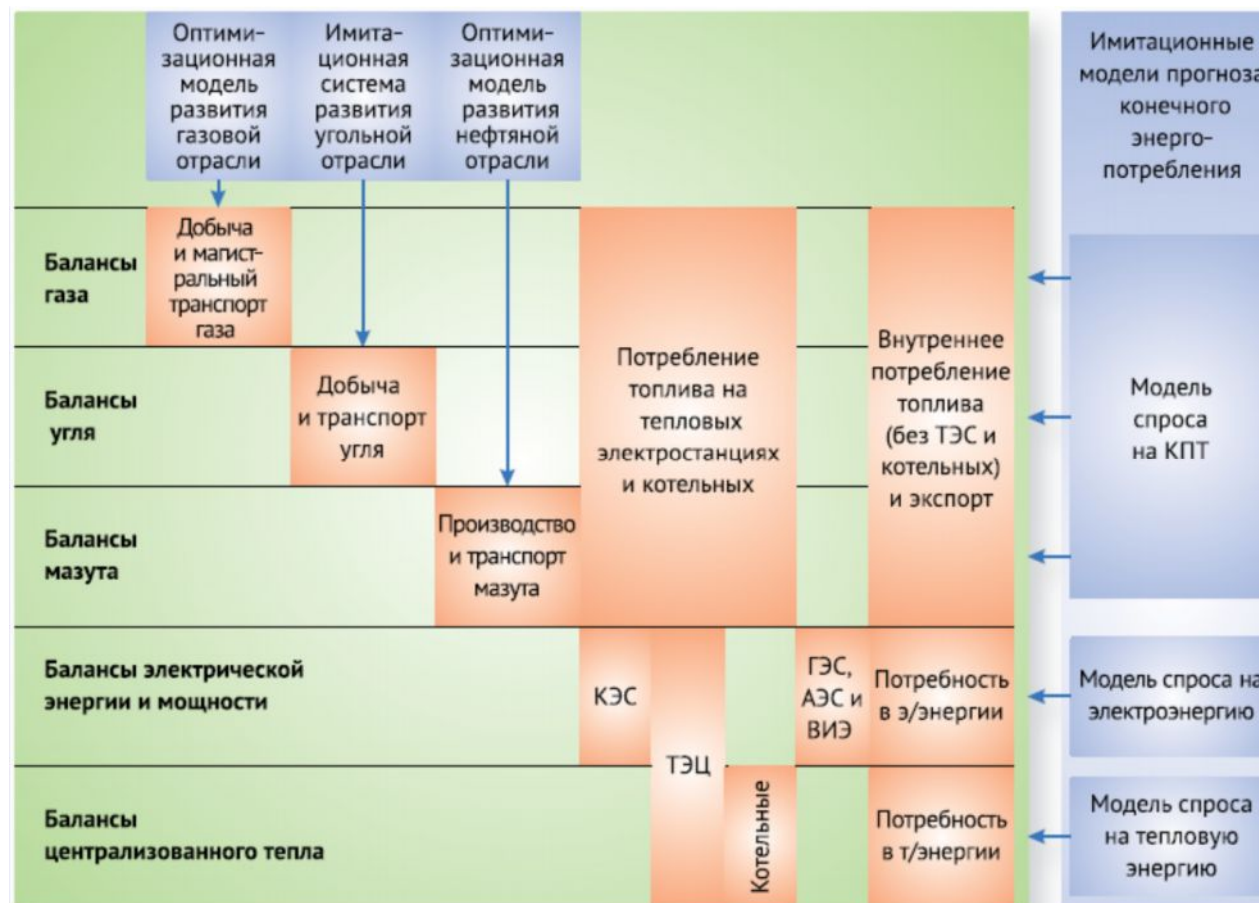 Оптими-
зационная
модель
развития
газовой
отрасли
Имита-
ционная
система
развития
угольной
отрасли
Оптими-
зационная
модель
развития
нефтяной
отрасли
Имитационные
модели прогноза
конечного
энерго-
потребления
Балансы
газа
Добыча
и магист-
ральный
транспорт
газа
Балансы
угля
Добыча
и транспорт
угля
Потребление
топлива на
тепловых
электростанциях
и котельных
Внутреннее
потребление
топлива
(без ТЭС и
котельных)
и экспорт
Модель
спроса
на КПТ
Балансы
мазута
Производство
и транспорт
мазута
Балансы электрической
энергии и мощности
КЭС
ТЭЦ
ГЭС,
АЭС и
ВИЭ
Потребность
в э/энергии
Модель спроса на
электроэнергию
Балансы
централизованного тепла
Котельные
Потребность
в т/энергии
Модель спроса
на тепловую
энергию